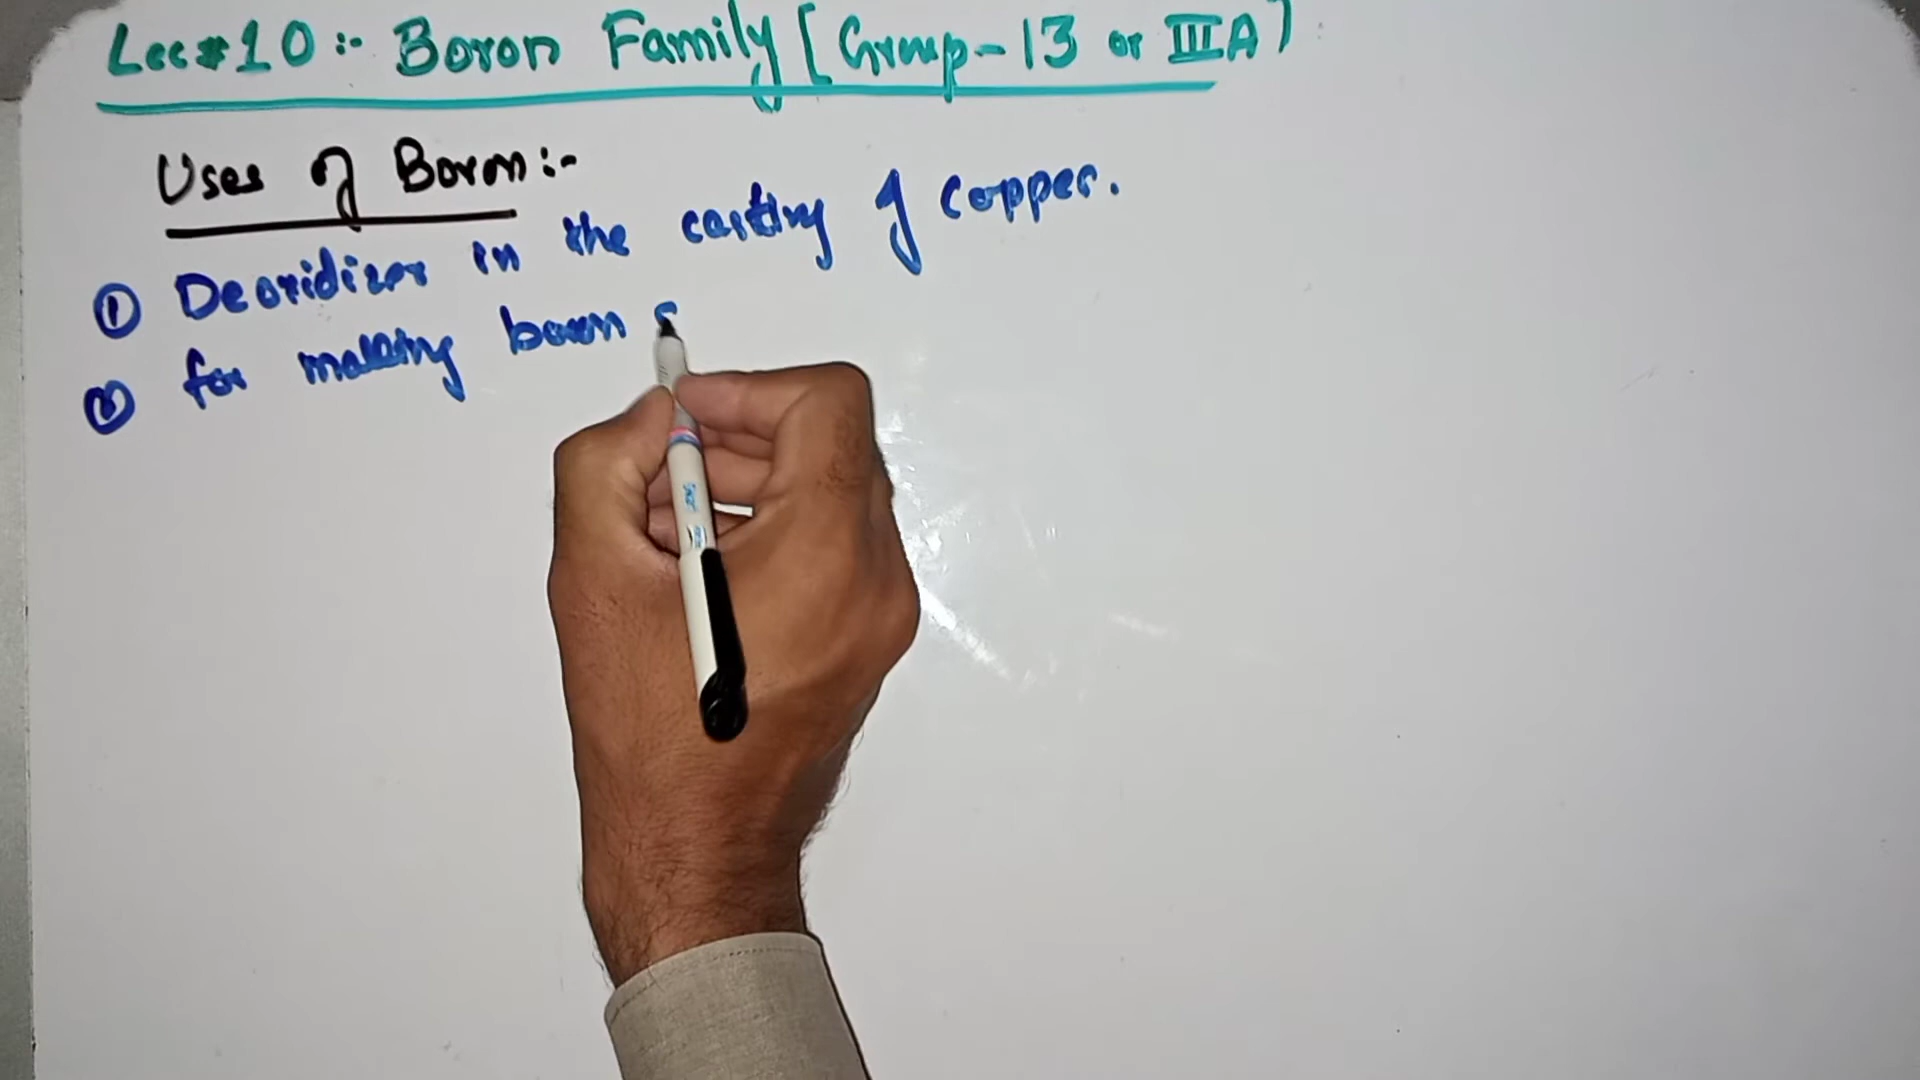 Lec#10:- Boron Family [Group-13 or IIIA)
Uses of Boron:-
① Deoxidizer in the casting of copper.
② for making boron s